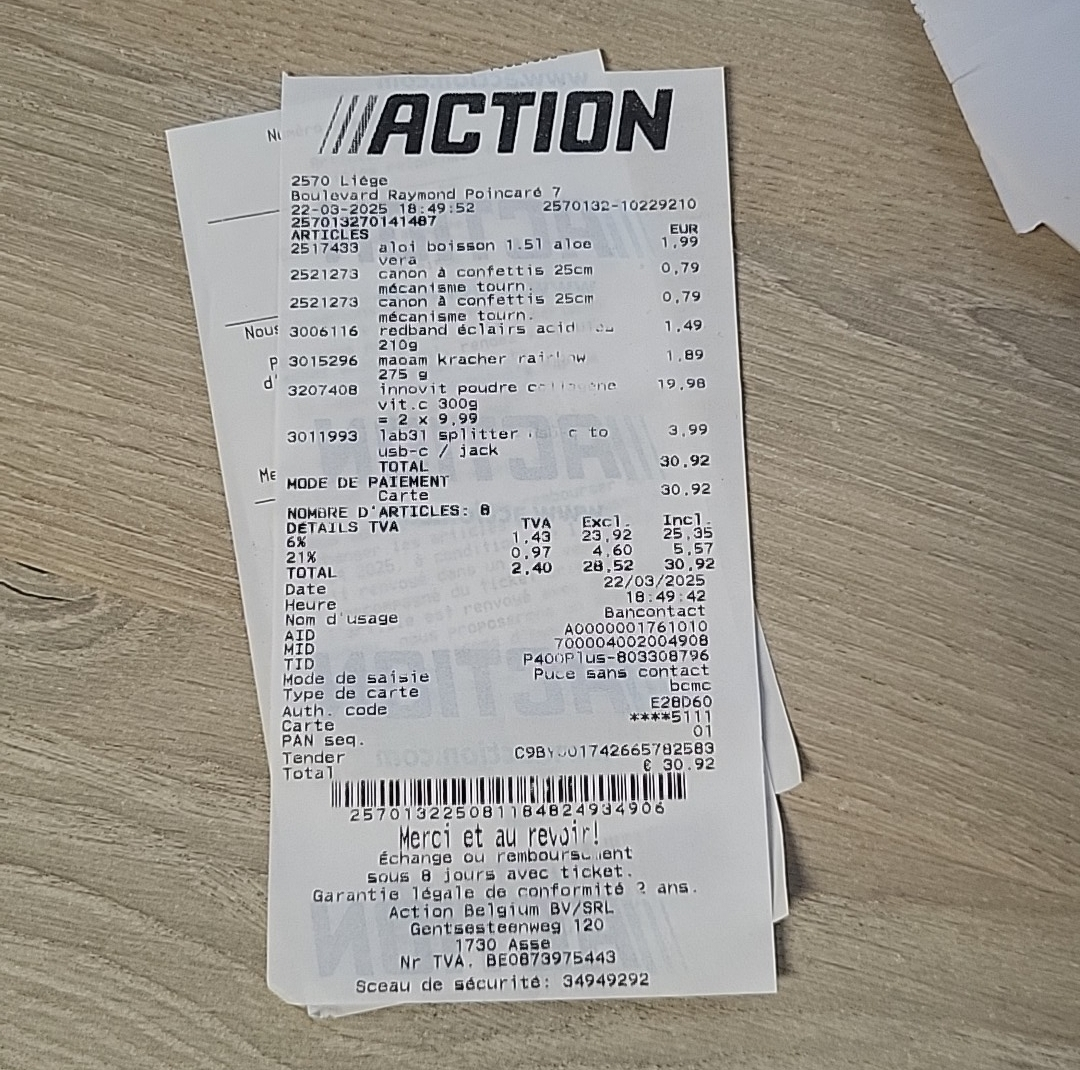 ACTION
2570 Liège
Boulevard Raymond Poincaré 7
22-03-2025 18:49:52 2570132-10229210
257013270141487
ARTICLES EUR
2517433 aloi boisson 1.5l aloe 1,99
vera
2521273 canon à confettis 25cm 0,79
mécanisme tourn.
2521273 canon à confettis 25cm 0,79
mécanisme tourn.
3006116 redband éclairs acid 1,49
210g
3015296 maoam kracher rainbow 1,89
275 g
3207408 innovit poudre collagène 19,98
vit.c 300g
= 2 x 9,99
3011993 lab31 splitter usb-c to 3,99
usb-c / jack
TOTAL 30,92
MODE DE PAIEMENT
Carte 30,92
NOMBRE D'ARTICLES: 8
DÉTAILS TVA TVA Excl. Incl.
6% 1,43 23,92 25,35
21% 0,97 4,60 5,57
TOTAL 2,40 28,52 30,92
Date 22/03/2025
Heure 18:49:42
Nom d'usage Bancontact
AID A0000001761010
MID 700004002004908
TID P400Plus-803308796
Mode de saisie Puce sans contact
Type de carte bcmc
Auth. code E28D60
Carte ****5111
PAN seq. 01
Tender
Total € 30.92
257013225081184824934906
Merci et au revoir!
Échange ou remboursement
sous 8 jours avec ticket.
Garantie légale de conformité 2 ans.
Action Belgium BV/SRL
Gentsesteenweg 120
1730 Asse
Nr TVA. BE0873975443
Sceau de sécurité: 34949292
Nous
Me